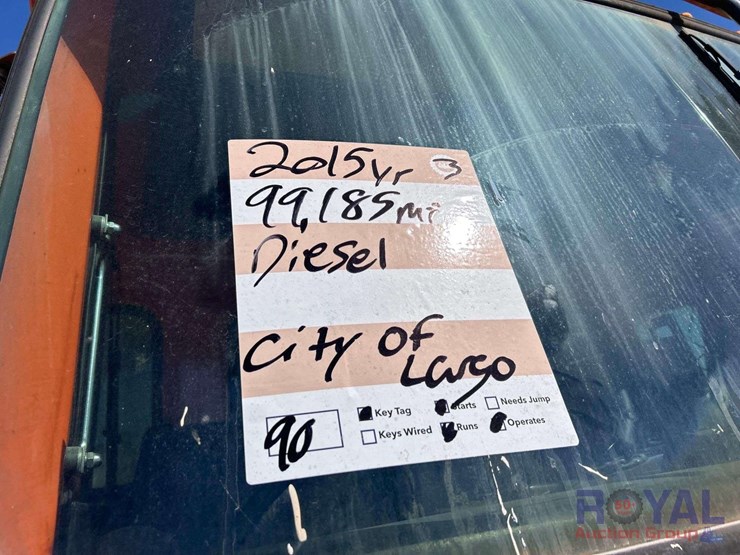 2015yr 3
99,185mi
Diesel
City of
Largo
90
Key Tag Starts Needs Jump
Keys Wired Runs Operates
ROYAL
Auction Group